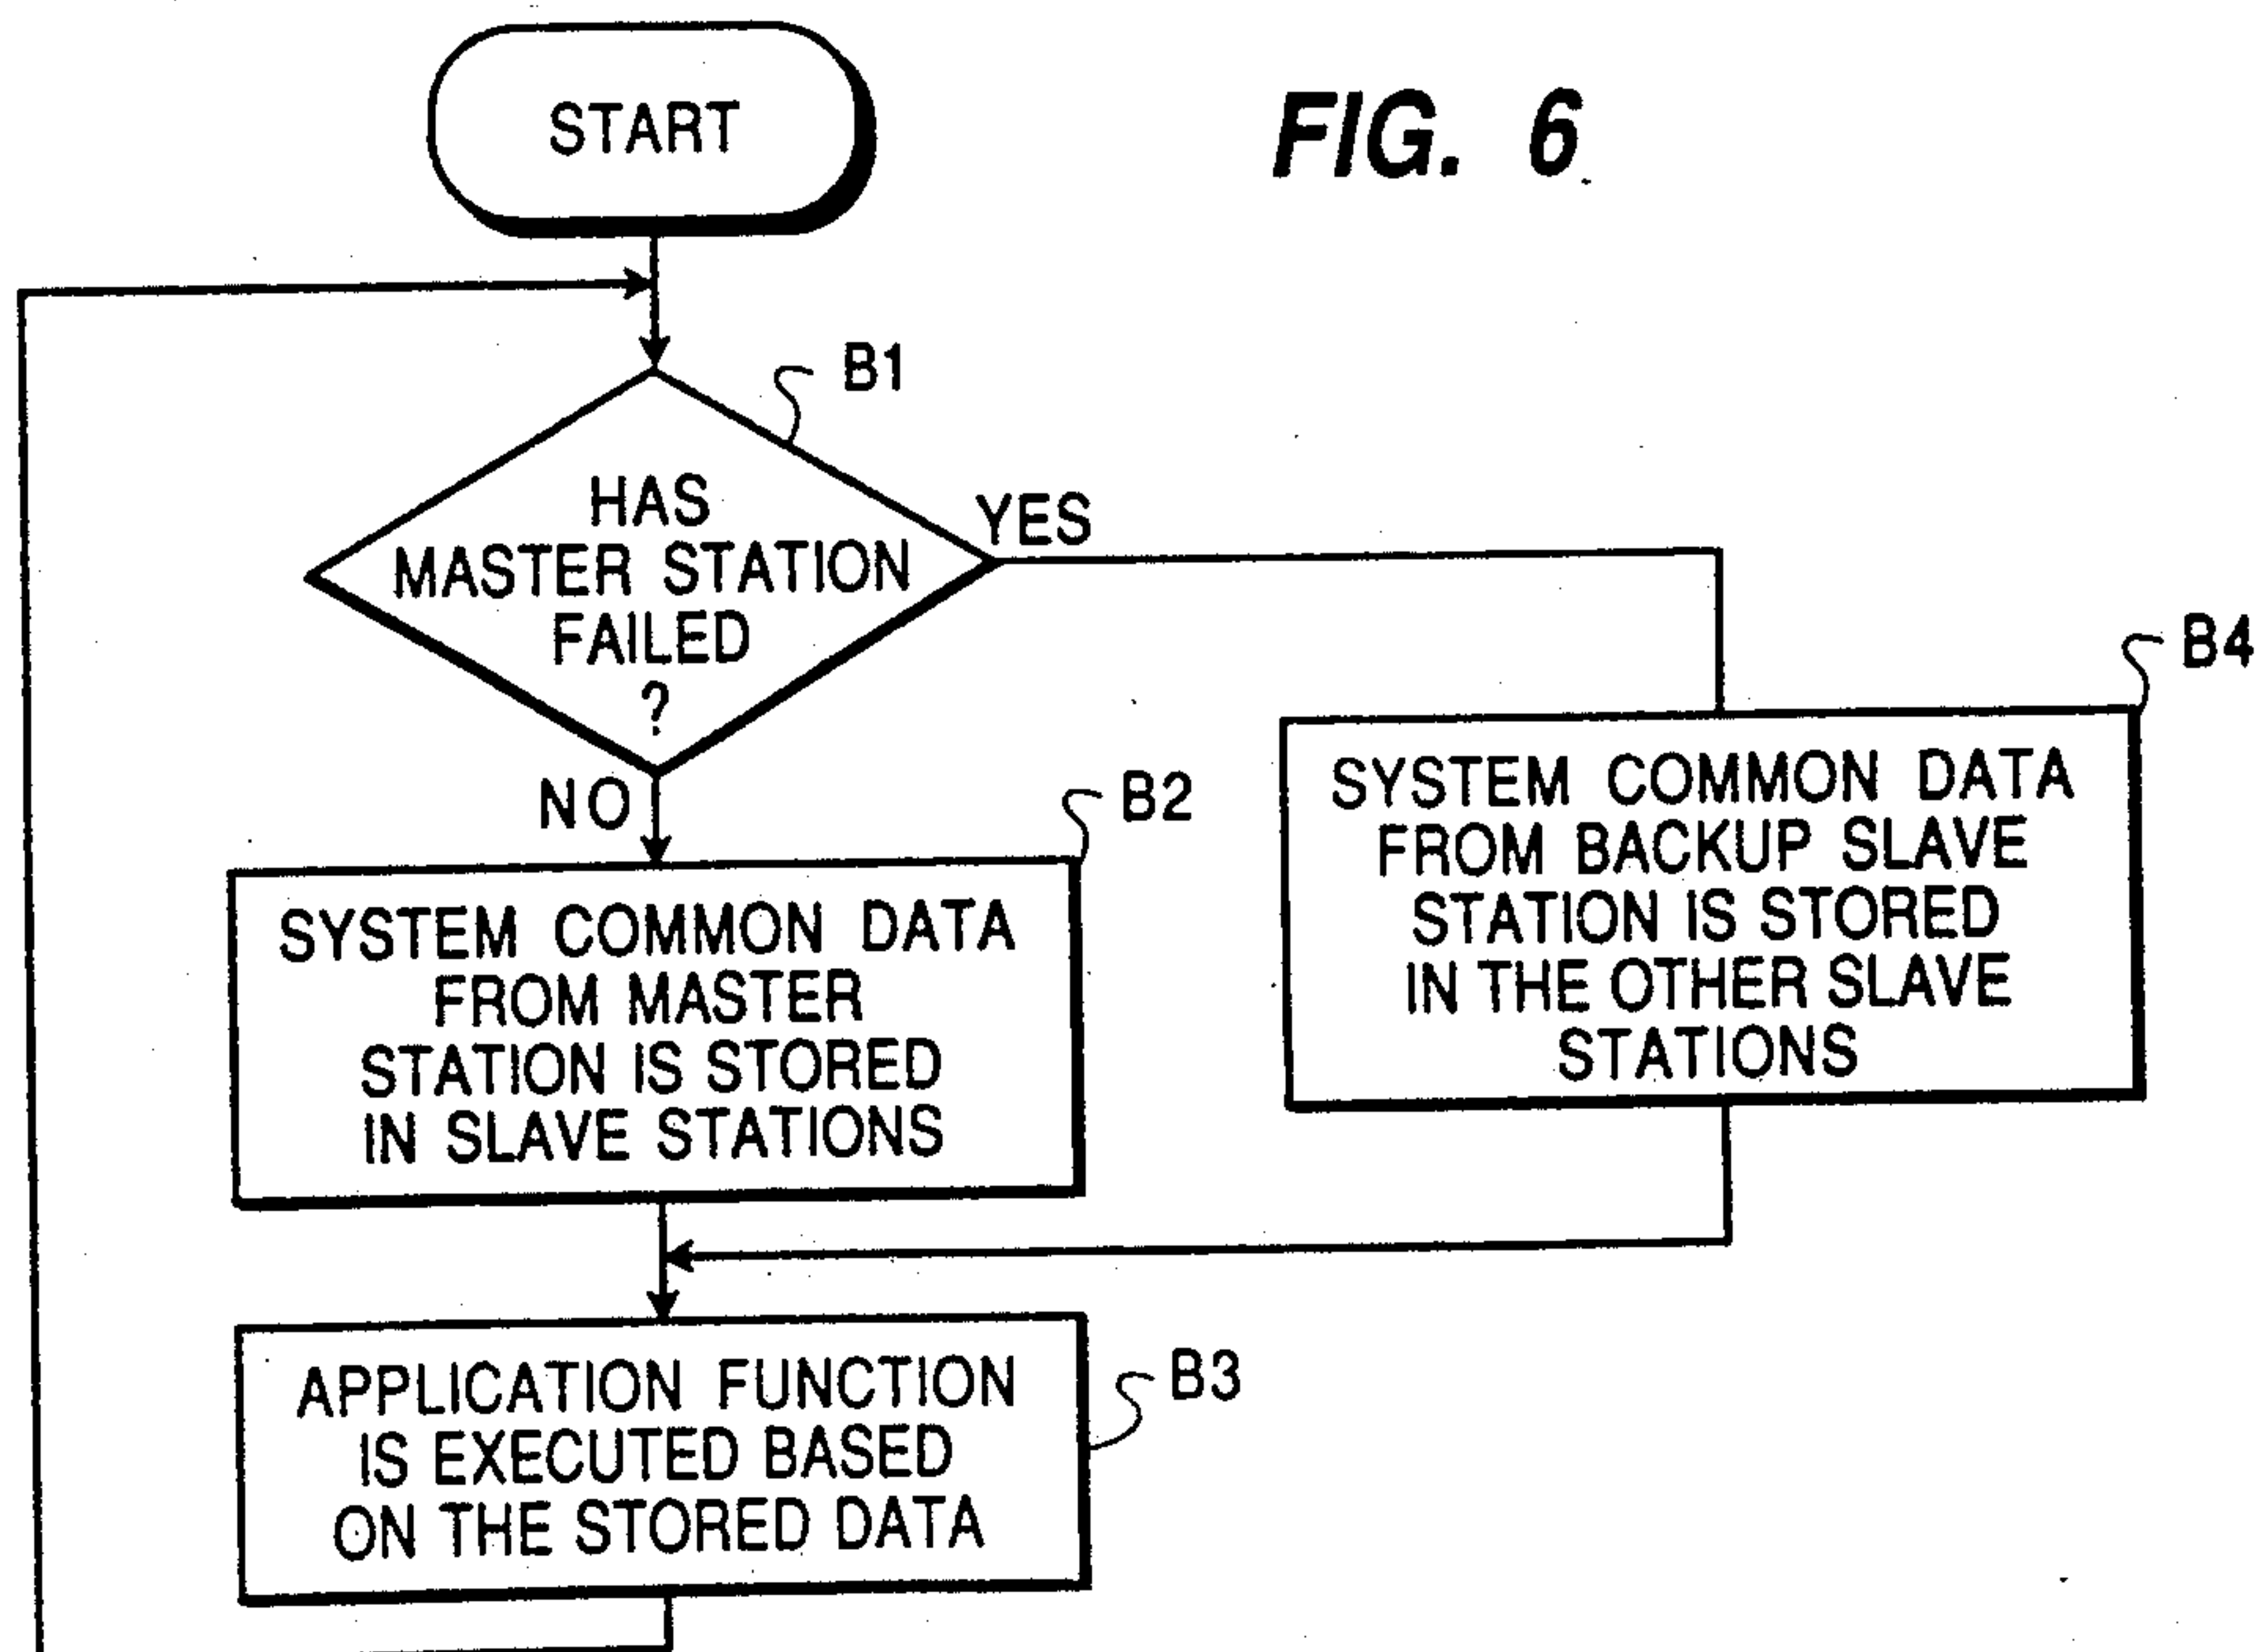 START
FIG. 6
B1
HAS
MASTER STATION
FAILED
?
YES
NO
B4
SYSTEM COMMON DATA
FROM BACKUP SLAVE
STATION IS STORED
IN THE OTHER SLAVE
STATIONS
B2
SYSTEM COMMON DATA
FROM MASTER
STATION IS STORED
IN SLAVE STATIONS
B3
APPLICATION FUNCTION
IS EXECUTED BASED
ON THE STORED DATA